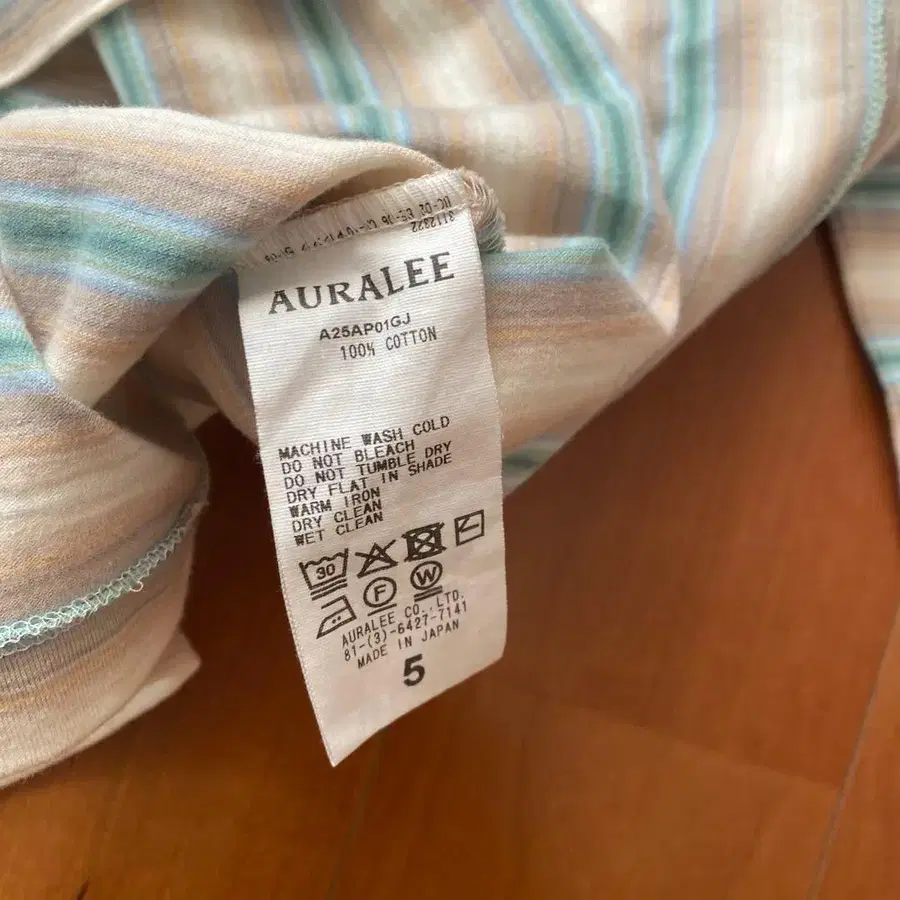 3112322
AURALEE
A25AP01GJ
100% COTTON
MACHINE WASH COLD
DO NOT BLEACH
DO NOT TUMBLE DRY
DRY FLAT IN SHADE
WARM IRON
DRY CLEAN
WET CLEAN
30
F W
AURALEE CO.,LTD.
81-(3)-6427-7141
MADE IN JAPAN
5